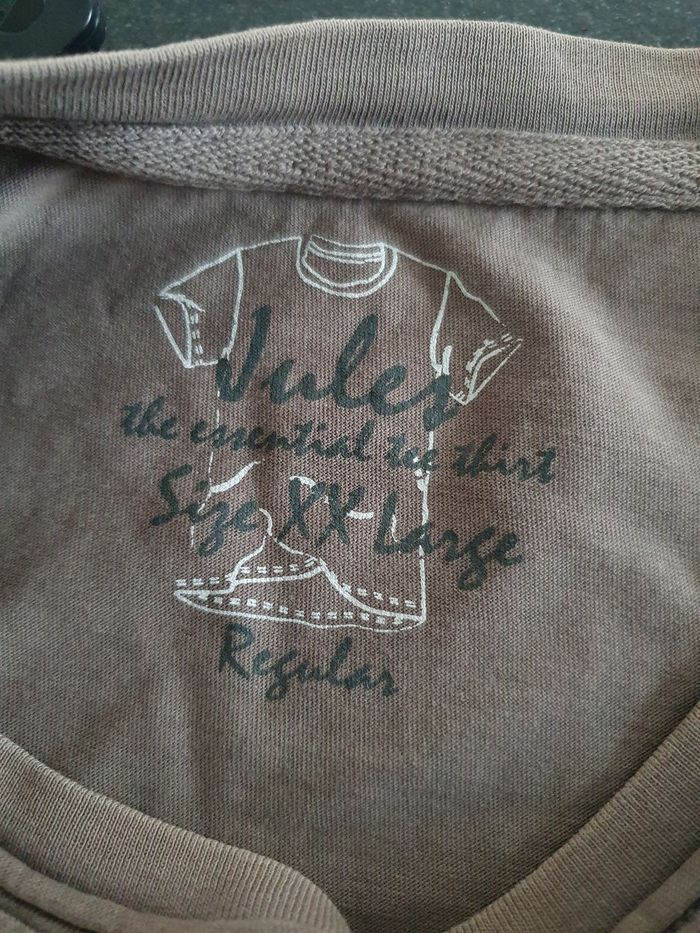 Jules
the essential tee thirt
Size XX Large
Regular